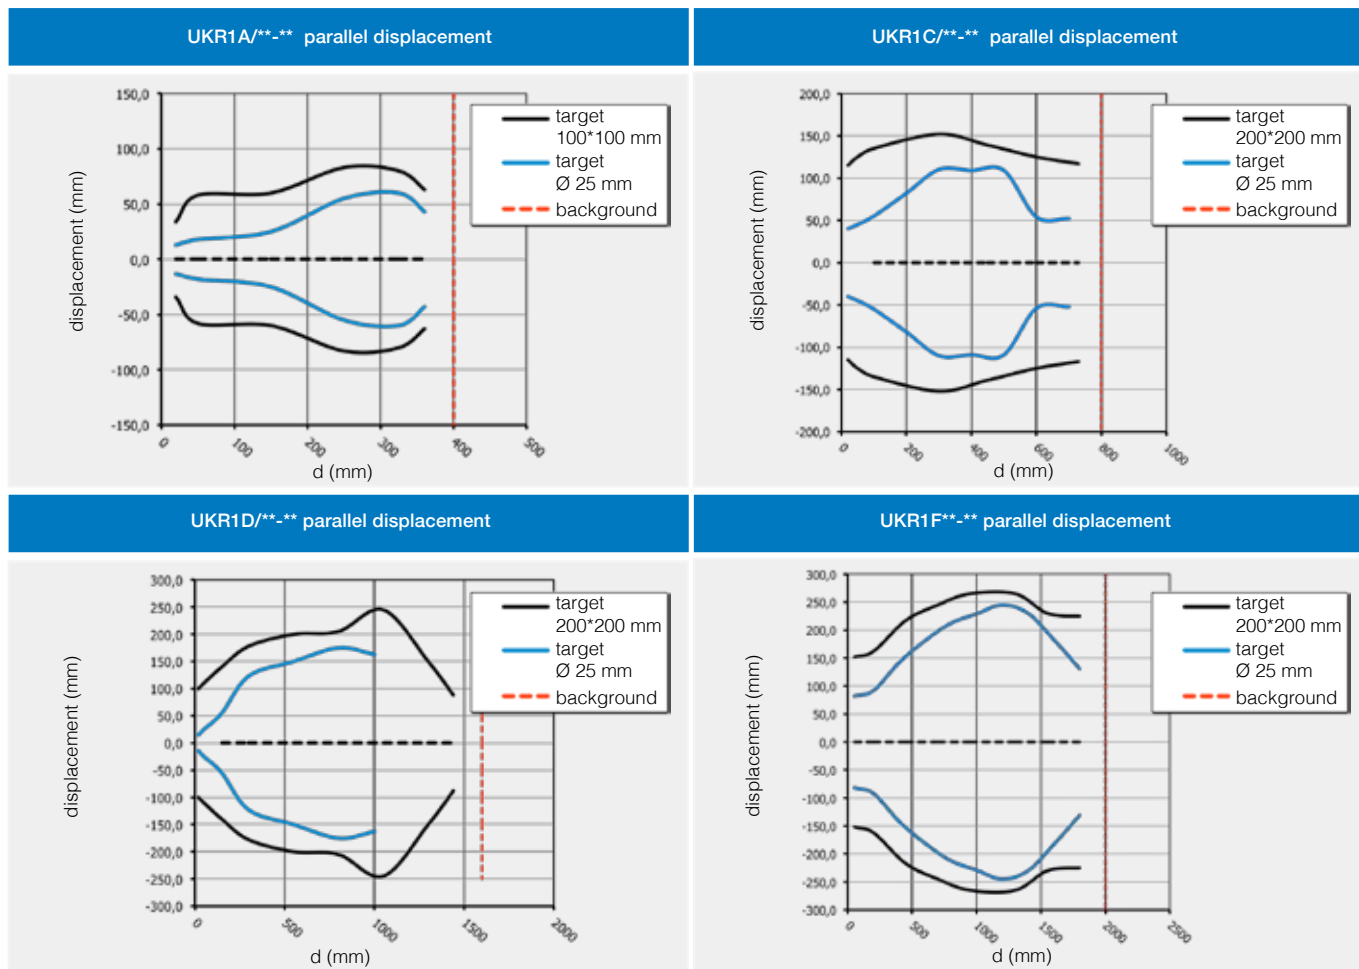 UKR1A/**-** parallel displacement
150,0
100,0
50,0
0,0
-50,0
-100,0
-150,0
displacement (mm)
0
100
200
300
400
500
d (mm)
target
100*100 mm
target
Ø 25 mm
background
UKR1C/**-** parallel displacement
200,0
150,0
100,0
50,0
0,0
-50,0
-100,0
-150,0
-200,0
displacement (mm)
0
200
400
600
800
1000
d (mm)
target
200*200 mm
target
Ø 25 mm
background
UKR1D/**-** parallel displacement
300,0
250,0
200,0
150,0
100,0
50,0
0,0
-50,0
-100,0
-150,0
-200,0
-250,0
-300,0
displacement (mm)
0
500
1000
1500
2000
d (mm)
target
200*200 mm
target
Ø 25 mm
background
UKR1F**-** parallel displacement
300,0
250,0
200,0
150,0
100,0
50,0
0,0
-50,0
-100,0
-150,0
-200,0
-250,0
-300,0
displacement (mm)
0
500
1000
1500
2000
2500
d (mm)
target
200*200 mm
target
Ø 25 mm
background